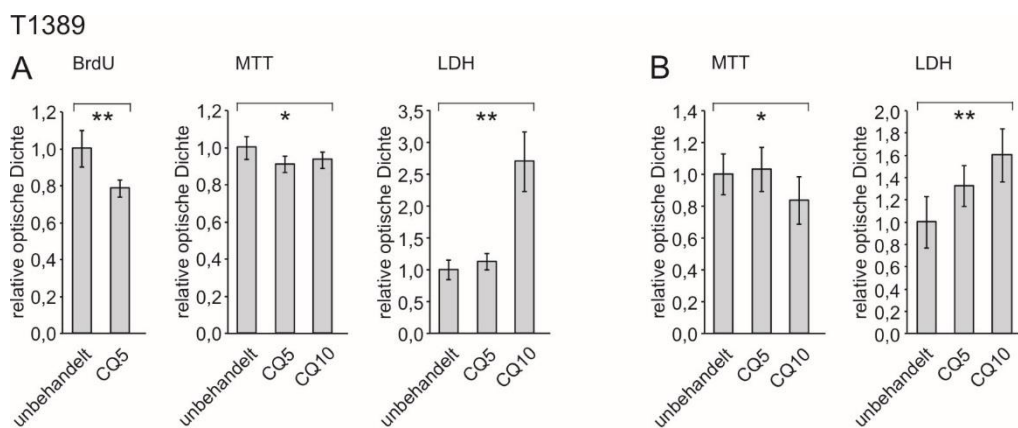 T1389
A
BrdU
relative optische Dichte
1,2
1,0
0,8
0,6
0,4
0,2
0,0
**
unbehandelt
CQ5
MTT
relative optische Dichte
1,2
1,0
0,8
0,6
0,4
0,2
0,0
*
unbehandelt
CQ5
CQ10
LDH
relative optische Dichte
3,5
3,0
2,5
2,0
1,5
1,0
0,5
0,0
**
unbehandelt
CQ5
CQ10
B
MTT
relative optische Dichte
1,4
1,2
1,0
0,8
0,6
0,4
0,2
0,0
*
unbehandelt
CQ5
CQ10
LDH
relative optische Dichte
2,0
1,8
1,6
1,4
1,2
1,0
0,8
0,6
0,4
0,2
0,0
**
unbehandelt
CQ5
CQ10